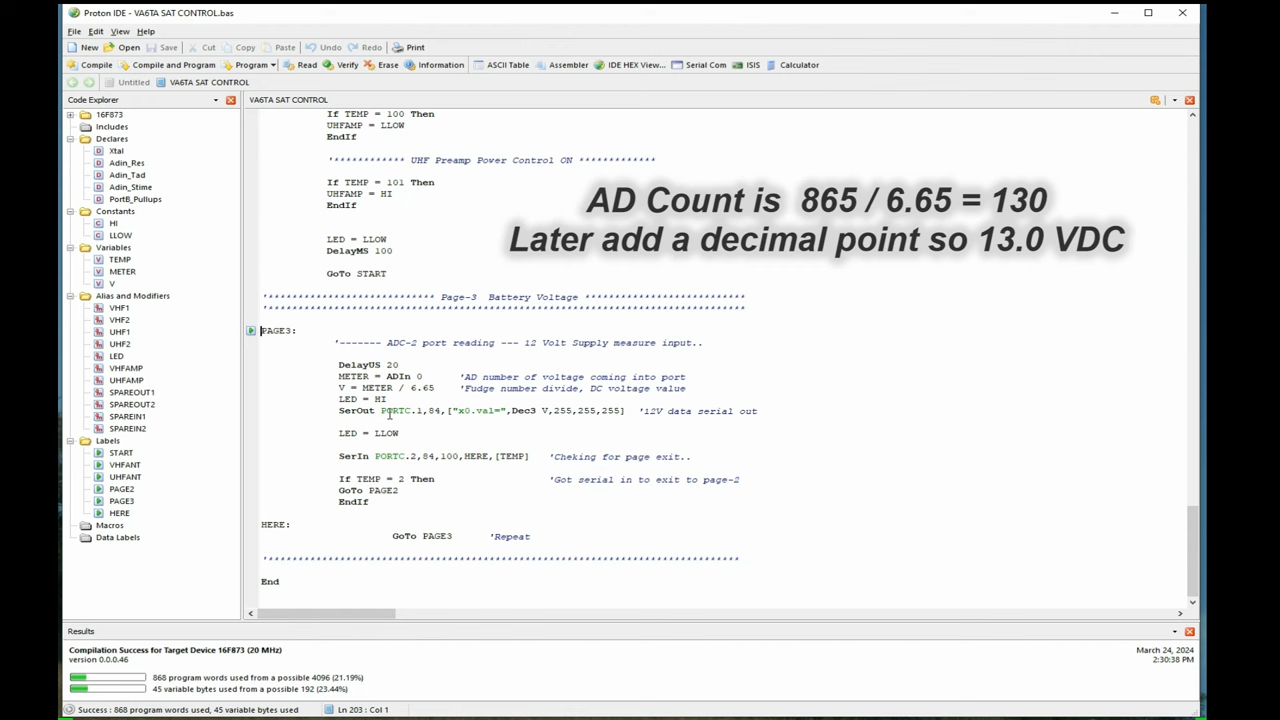 Proton IDE - VA6TA SAT CONTROL.bas
File Edit View Help
New Open Save Cut Copy Paste Undo Redo Print
Compile Compile and Program Program Read Verify Erase Information ASCII Table Assembler IDE HEX View... Serial Com ISIS Calculator
Untitled VA6TA SAT CONTROL
Code Explorer
16F873
Includes
Declares
Xtal
Adin_Res
Adin_Tad
Adin_Stime
PortB_Pullups
Constants
HI
LLOW
Variables
TEMP
METER
V
Alias and Modifiers
VHF1
VHF2
UHF1
UHF2
LED
VHFAMP
UHFAMP
SPAREOUT1
SPAREOUT2
SPAREIN1
SPAREIN2
Labels
START
VHFANT
UHFANT
PAGE2
PAGE3
HERE
Macros
Data Labels
VA6TA SAT CONTROL
If TEMP = 100 Then
UHFAMP = LLOW
EndIf
'************ UHF Preamp Power Control ON *************
If TEMP = 101 Then
UHFAMP = HI
EndIf
LED = LLOW
DelayMS 100
GoTo START
AD Count is 865 / 6.65 = 130
Later add a decimal point so 13.0 VDC
'*************************** Page-3 Battery Voltage ***************************
'*******************************************************************************
PAGE3:
'------- ADC-2 port reading --- 12 Volt Supply measure input..
DelayUS 20
METER = ADIn 0 'AD number of voltage coming into port
V = METER / 6.65 'Fudge number divide, DC voltage value
LED = HI
SerOut PORTC.1,84,["x0.val=",Dec3 V,255,255,255] '12V data serial out
LED = LLOW
SerIn PORTC.2,84,100,HERE,[TEMP] 'Cheking for page exit..
If TEMP = 2 Then 'Got serial in to exit to page-2
GoTo PAGE2
EndIf
HERE:
GoTo PAGE3 'Repeat
'******************************************************************************
End
Results
Compilation Success for Target Device 16F873 (20 MHz)
version 0.0.0.46
March 24, 2024
2:30:38 PM
868 program words used from a possible 4096 (21.19%)
45 variable bytes used from a possible 192 (23.44%)
Success : 868 program words used, 45 variable bytes used Ln 203 : Col 1